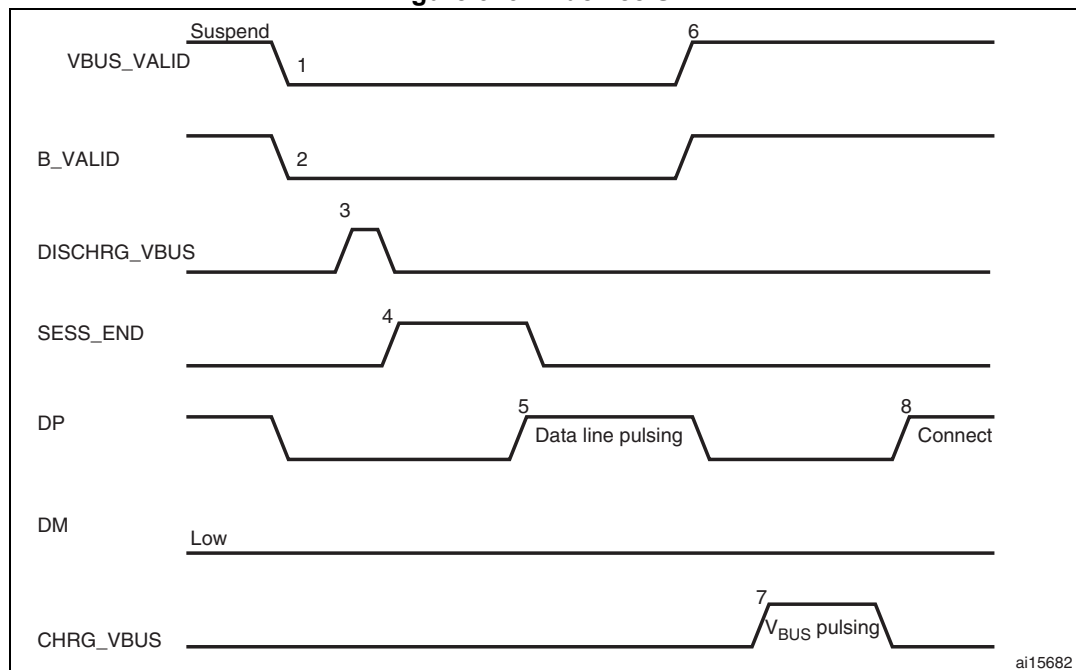 Suspend
6
VBUS_VALID
1
B_VALID
2
3
DISCHRG_VBUS
4
SESS_END
DP
5
8
Data line pulsing
Connect
DM
Low
7
VBUS pulsing
CHRG_VBUS
ai15682